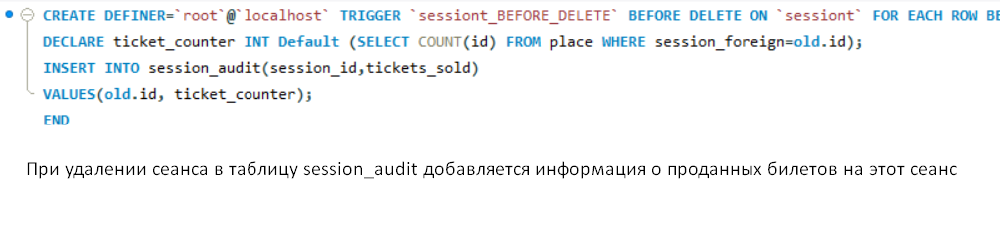 CREATE DEFINER=`root`@`localhost` TRIGGER `sessiont_BEFORE_DELETE` BEFORE DELETE ON `sessiont` FOR EACH ROW BE
DECLARE ticket_counter INT Default (SELECT COUNT(id) FROM place WHERE session_foreign=old.id);
INSERT INTO session_audit(session_id,tickets_sold)
VALUES(old.id, ticket_counter);
END
При удалении сеанса в таблицу session_audit добавляется информация о проданных билетов на этот сеанс